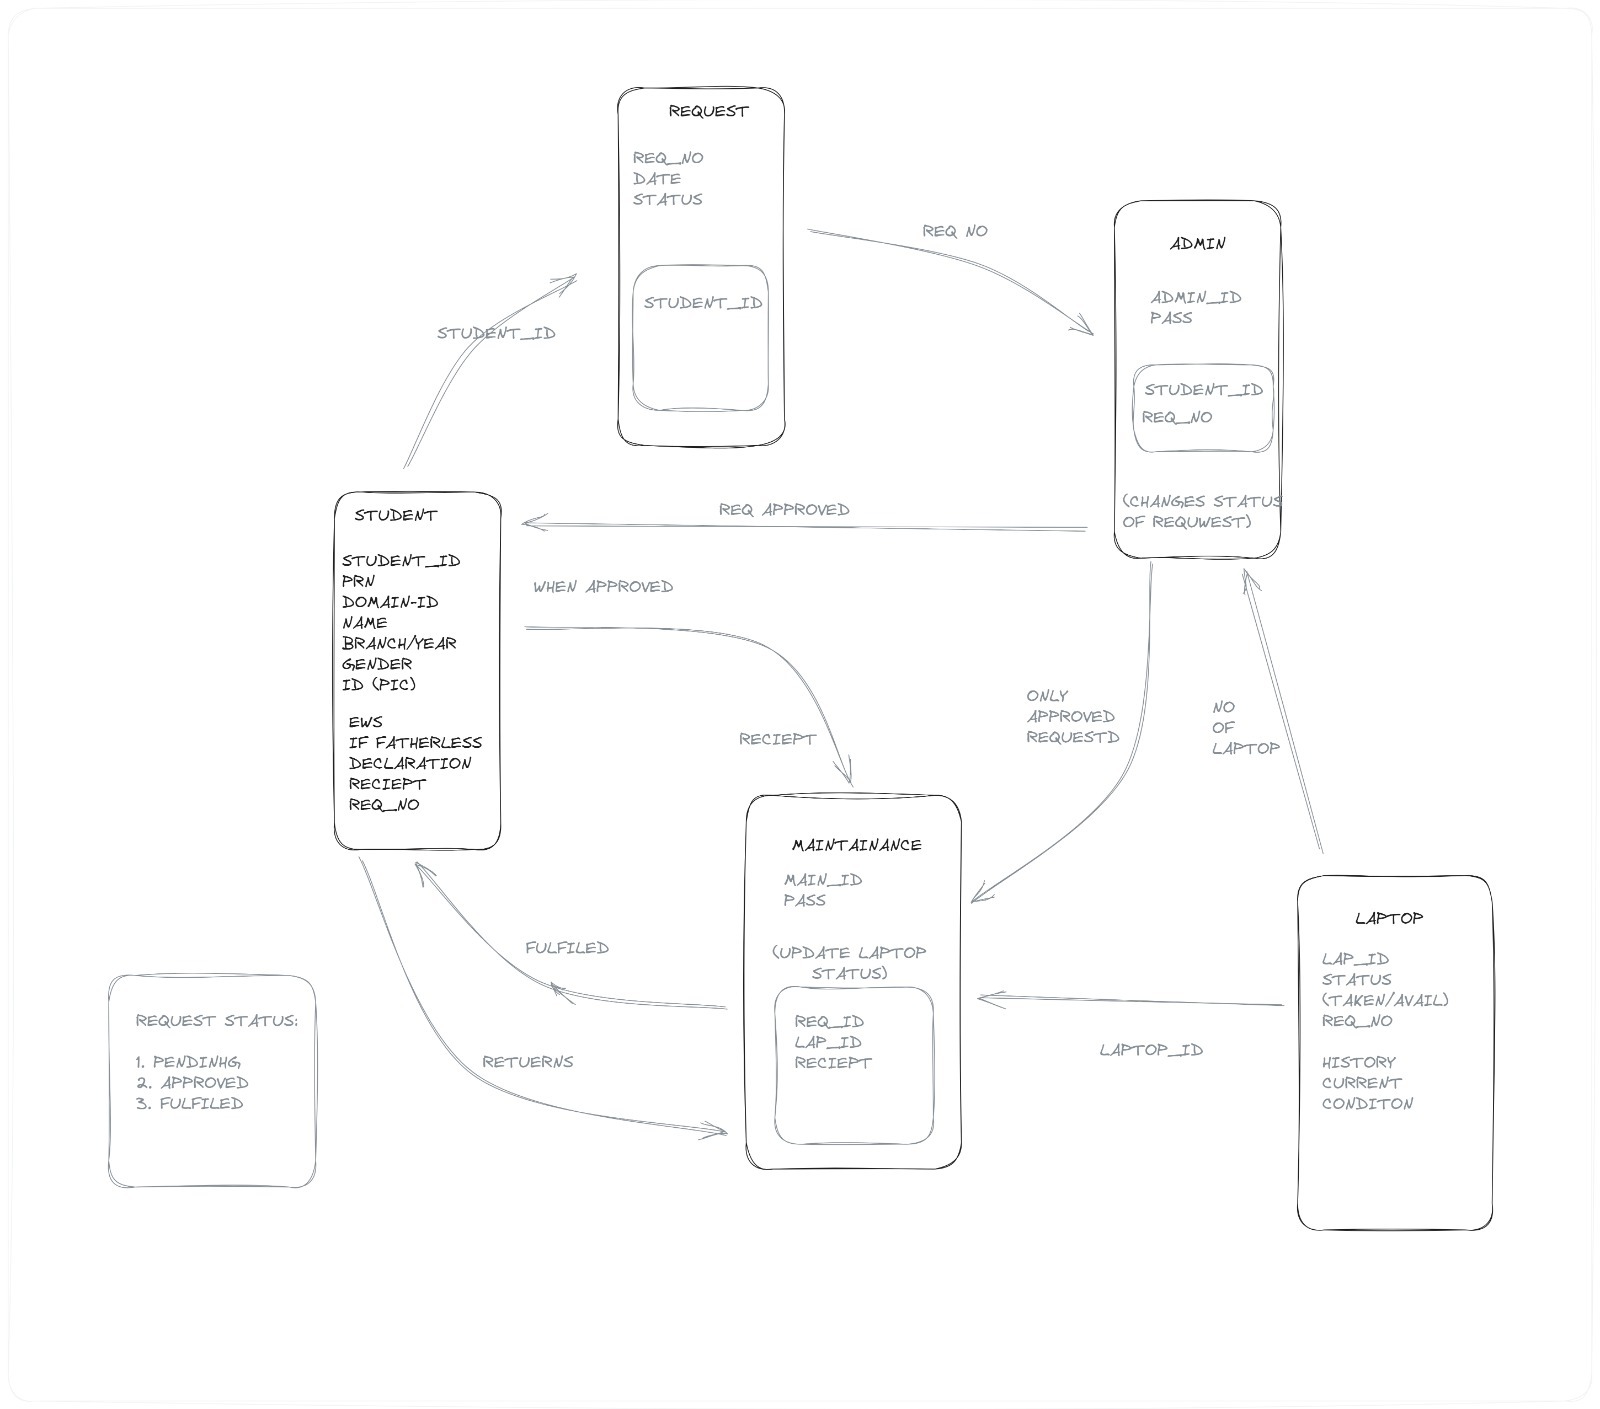 REQUEST
REQ_NO
DATE
STATUS
STUDENT_ID
REQ NO
ADMIN
ADMIN_ID
PASS
STUDENT_ID
REQ_NO
(CHANGES STATUS
OF REQUWEST)
STUDENT_ID
REQ APPROVED
STUDENT
STUDENT_ID
PRN
DOMAIN-ID
NAME
BRANCH/YEAR
GENDER
ID (PIC)
EWS
IF FATHERLESS
DECLARATION
RECIEPT
REQ_NO
WHEN APPROVED
RECIEPT
ONLY
APPROVED
REQUESTD
NO
OF
LAPTOP
MAINTAINANCE
MAIN_ID
PASS
(UPDATE LAPTOP
STATUS)
REQ_ID
LAP_ID
RECIEPT
FULFILED
RETUERNS
LAPTOP_ID
LAPTOP
LAP_ID
STATUS
(TAKEN/AVAIL)
REQ_NO
HISTORY
CURRENT
CONDITON
REQUEST STATUS:
1. PENDINHG
2. APPROVED
3. FULFILED